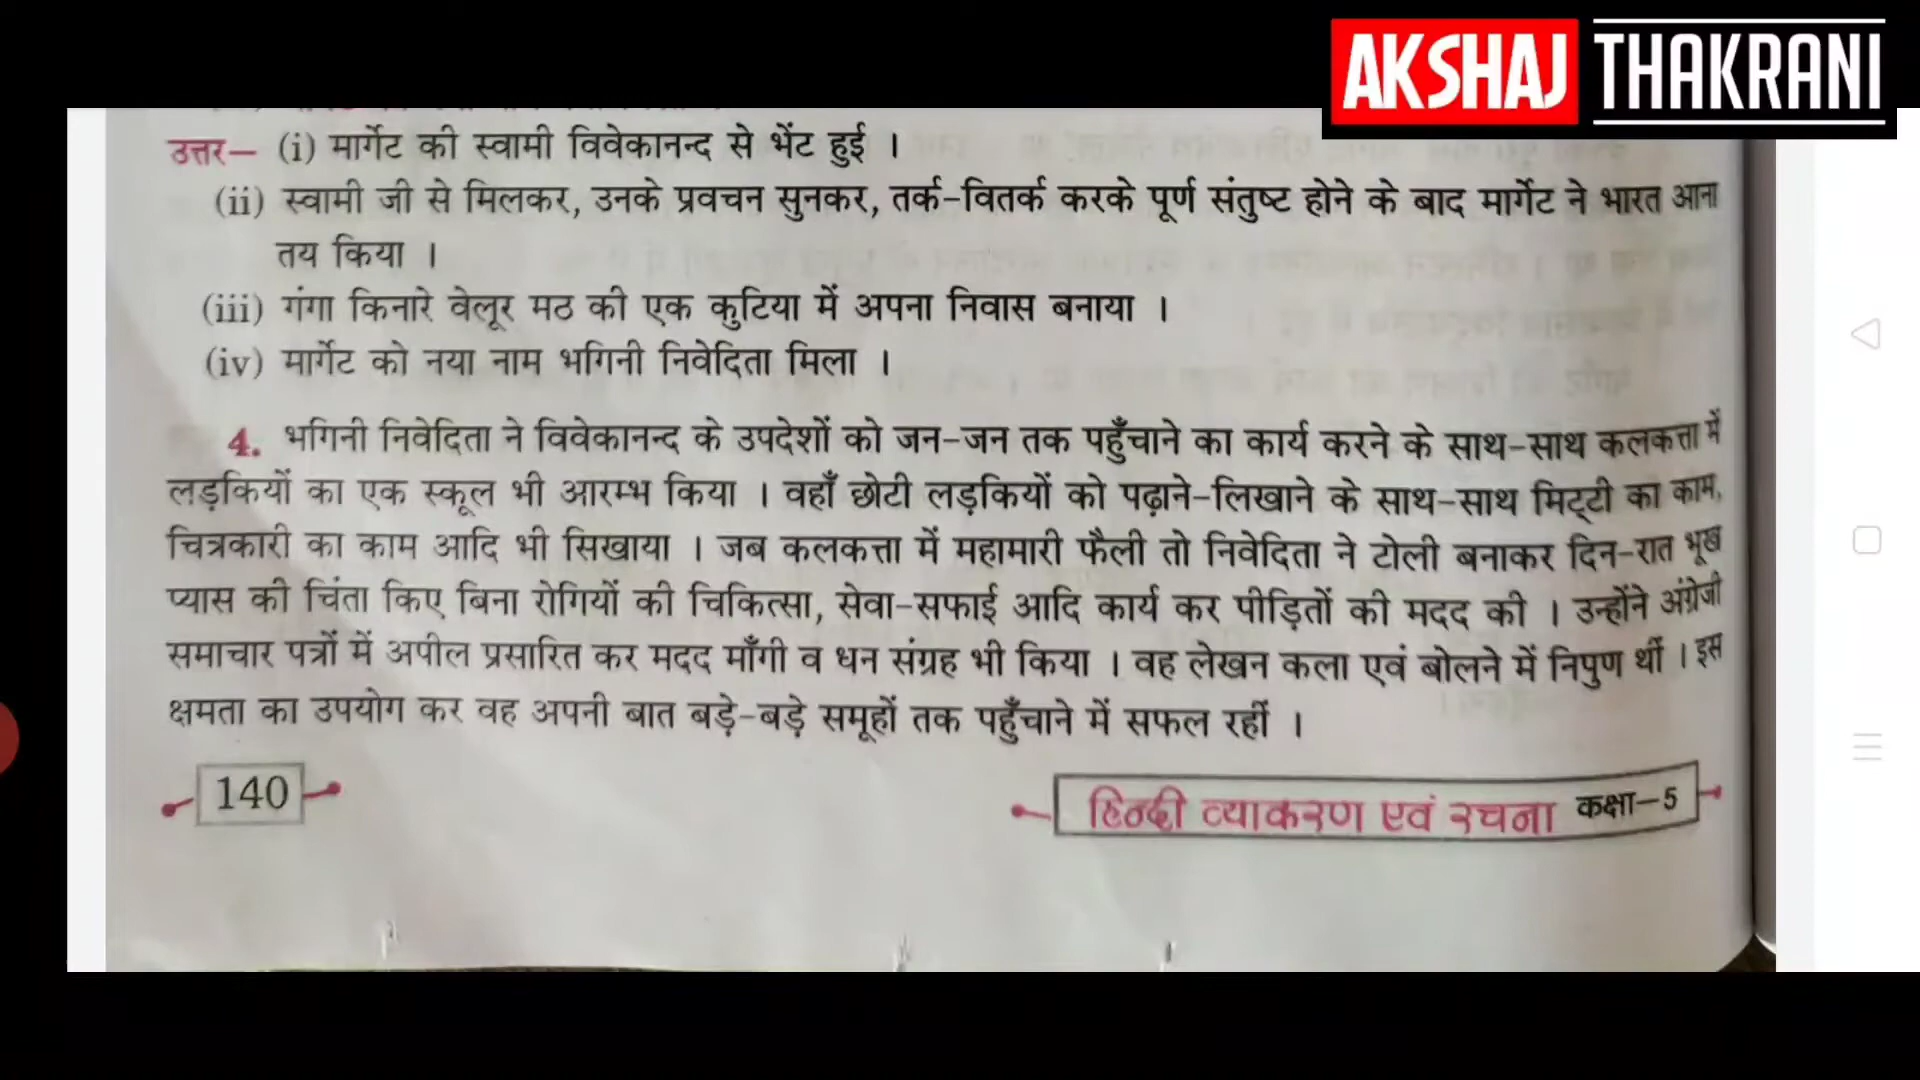 AKSHAJ THAKRANI
उत्तर— (i) मार्गेट की स्वामी विवेकानन्द से भेंट हुई ।
(ii) स्वामी जी से मिलकर, उनके प्रवचन सुनकर, तर्क-वितर्क करके पूर्ण संतुष्ट होने के बाद मार्गेट ने भारत आना
तय किया ।
(iii) गंगा किनारे वेलूर मठ की एक कुटिया में अपना निवास बनाया ।
(iv) मार्गेट को नया नाम भगिनी निवेदिता मिला ।
4. भगिनी निवेदिता ने विवेकानन्द के उपदेशों को जन-जन तक पहुँचाने का कार्य करने के साथ-साथ कलकत्ता में
लड़कियों का एक स्कूल भी आरम्भ किया । वहाँ छोटी लड़कियों को पढ़ाने-लिखाने के साथ-साथ मिट्टी का काम,
चित्रकारी का काम आदि भी सिखाया । जब कलकत्ता में महामारी फैली तो निवेदिता ने टोली बनाकर दिन-रात भूख
प्यास की चिंता किए बिना रोगियों की चिकित्सा, सेवा-सफाई आदि कार्य कर पीड़ितों की मदद की । उन्होंने अंग्रेजी
समाचार पत्रों में अपील प्रसारित कर मदद माँगी व धन संग्रह भी किया । वह लेखन कला एवं बोलने में निपुण थीं । इस
क्षमता का उपयोग कर वह अपनी बात बड़े-बड़े समूहों तक पहुँचाने में सफल रहीं ।
140
हिन्दी व्याकरण एवं रचना कक्षा-5